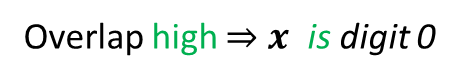 Overlap high ⇒ x is digit 0